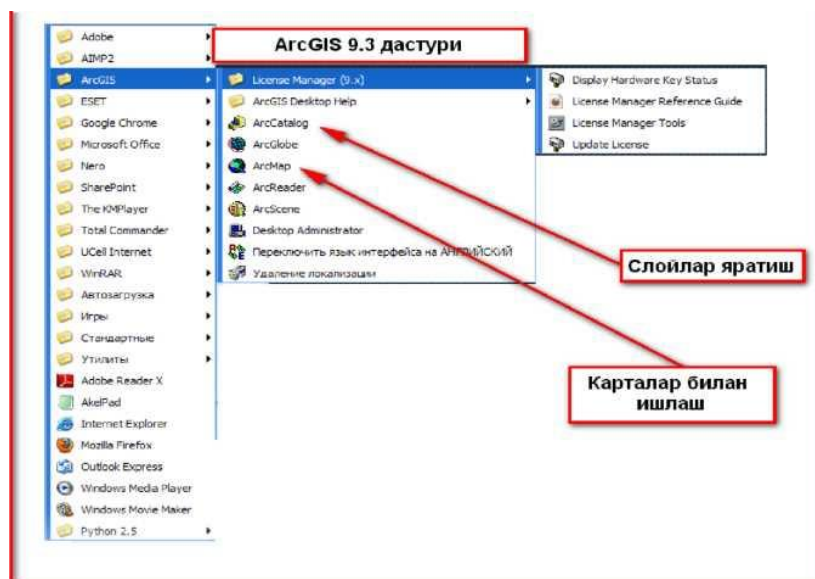 ArcGIS 9.3 дастури
Adobe
AIMP2
ArcGIS
ESET
Google Chrome
Microsoft Office
Nero
SharePoint
The KMPlayer
Total Commander
UCell Internet
WinRAR
Автозагрузка
Игры
Стандартные
Утилиты
Adobe Reader X
AkelPad
Internet Explorer
Mozilla Firefox
Outlook Express
Windows Media Player
Windows Movie Maker
Python 2.5
License Manager (9.x)
ArcGIS Desktop Help
ArcCatalog
ArcGlobe
ArcMap
ArcReader
ArcScene
Desktop Administrator
Переключить язык интерфейса на АНГЛИЙСКИЙ
Удаление локализации
Display Hardware Key Status
License Manager Reference Guide
License Manager Tools
Update License
Слойлар яратиш
Карталар билан
ишлаш